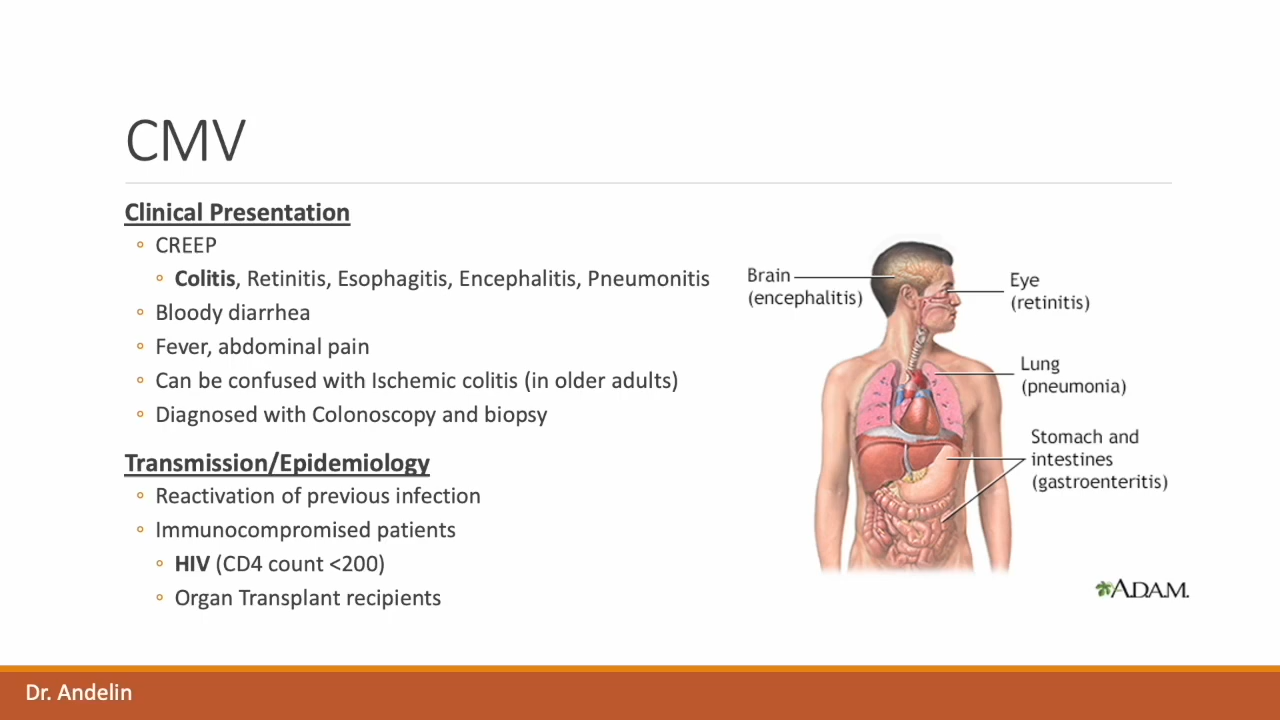 CMV
Clinical Presentation
◦ CREEP
◦ Colitis, Retinitis, Esophagitis, Encephalitis, Pneumonitis
◦ Bloody diarrhea
◦ Fever, abdominal pain
◦ Can be confused with Ischemic colitis (in older adults)
◦ Diagnosed with Colonoscopy and biopsy
Transmission/Epidemiology
◦ Reactivation of previous infection
◦ Immunocompromised patients
◦ HIV (CD4 count <200)
◦ Organ Transplant recipients
Brain
(encephalitis)
Eye
(retinitis)
Lung
(pneumonia)
Stomach and
intestines
(gastroenteritis)
ADAM.
Dr. Andelin